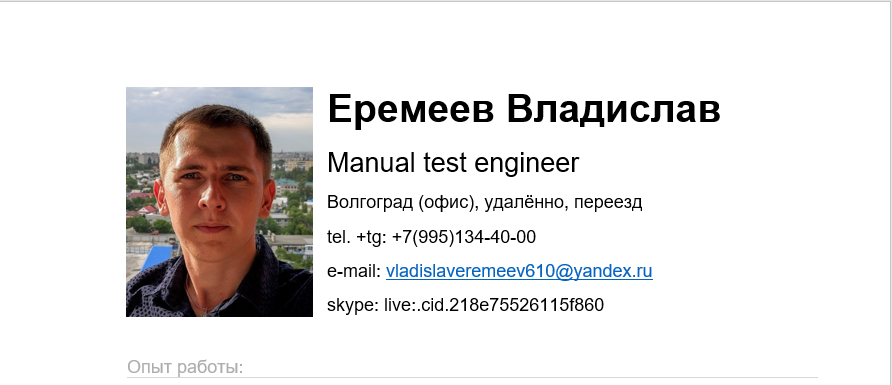 Еремеев Владислав
Manual test engineer
Волгоград (офис), удалённо, переезд
tel. +tg: +7(995)134-40-00
e-mail: vladislaveremeev610@yandex.ru
skype: live:.cid.218e75526115f860
Опыт работы: